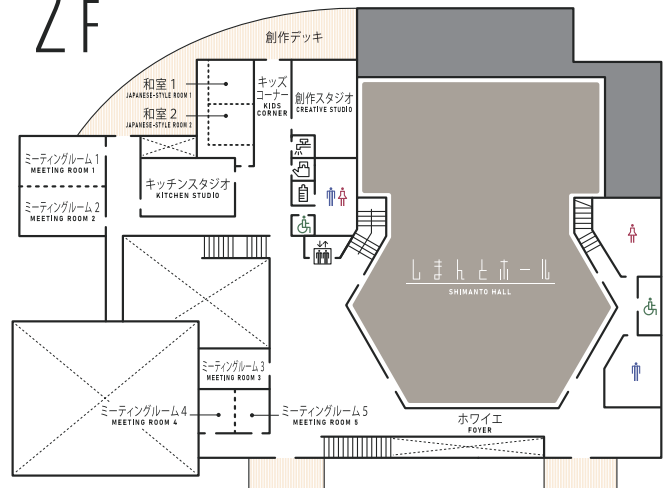 2F
創作デッキ
和室 1
JAPANESE-STYLE ROOM 1
和室 2
JAPANESE-STYLE ROOM 2
キッズ
コーナー
KIDS
CORNER
創作スタジオ
CREATIVE STUDIO
ミーティングルーム 1
MEETING ROOM 1
ミーティングルーム 2
MEETING ROOM 2
キッチンスタジオ
KITCHEN STUDIO
しまんとホール
SHIMANTO HALL
ミーティングルーム 3
MEETING ROOM 3
ミーティングルーム 4
MEETING ROOM 4
ミーティングルーム 5
MEETING ROOM 5
ホワイエ
FOYER